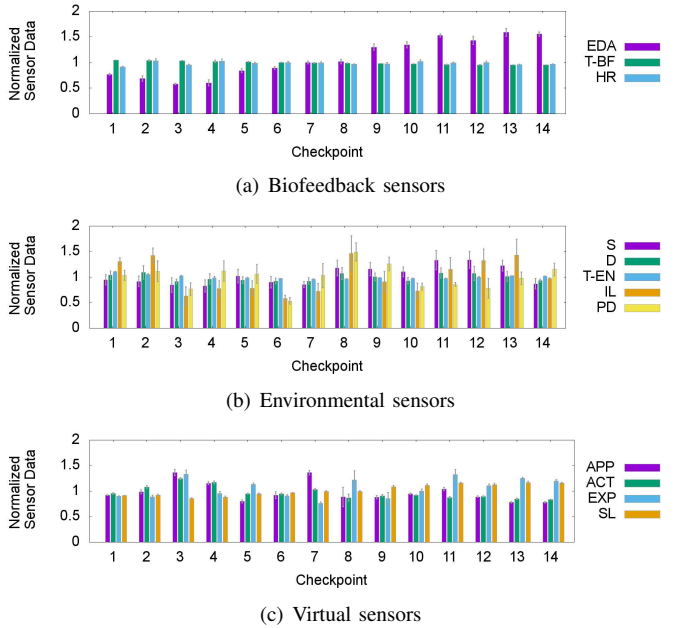 Normalized
Sensor Data
2
1.5
1
0.5
0
EDA
T-BF
HR
1 2 3 4 5 6 7 8 9 10 11 12 13 14
Checkpoint
(a) Biofeedback sensors
Normalized
Sensor Data
2
1.5
1
0.5
0
S
D
T-EN
IL
PD
1 2 3 4 5 6 7 8 9 10 11 12 13 14
Checkpoint
(b) Environmental sensors
Normalized
Sensor Data
2
1.5
1
0.5
0
APP
ACT
EXP
SL
1 2 3 4 5 6 7 8 9 10 11 12 13 14
Checkpoint
(c) Virtual sensors